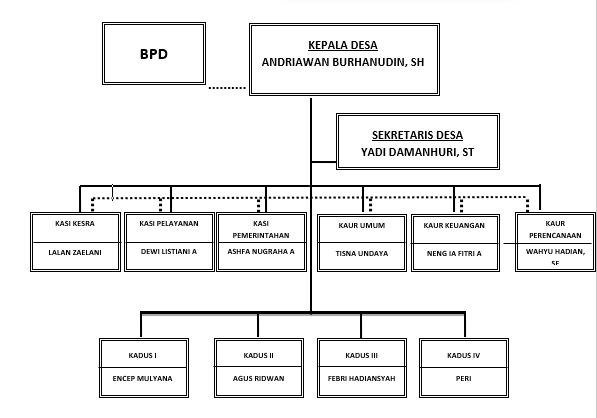 BPD
KEPALA DESA
ANDRIAWAN BURHANUDIN, SH
SEKRETARIS DESA
YADI DAMANHURI, ST
KASI KESRA
LALAN ZAELANI
KASI PELAYANAN
DEWI LISTIANI A
KASI
PEMERINTAHAN
ASHFA NUGRAHA A
KAUR UMUM
TISNA UNDAYA
KAUR KEUANGAN
NENG IA FITRI A
KAUR
PERENCANAAN
WAHYU HADIAN,
SE
KADUS I
ENCEP MULYANA
KADUS II
AGUS RIDWAN
KADUS III
FEBRI HADIANSYAH
KADUS IV
PERI